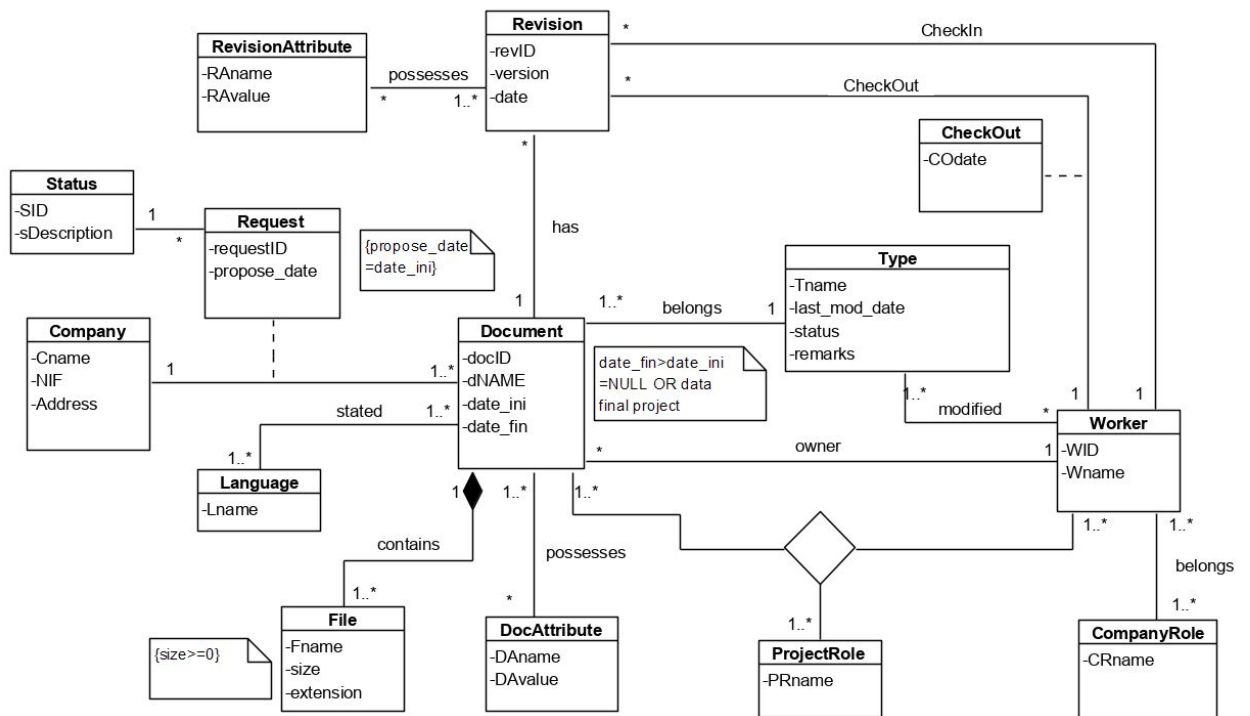 Revision
-revID
-version
-date
*
CheckIn
RevisionAttribute
-RAname
-RAvalue
possesses
*
1..*
*
CheckOut
CheckOut
-COdate
*
Status
-SID
-sDescription
1
*
Request
-requestID
-propose_date
{propose_date
=date_ini}
has
1
Type
-Tname
-last_mod_date
-status
-remarks
1..*
belongs
1
Company
-Cname
-NIF
-Address
1
1..*
Document
-docID
-dNAME
-date_ini
-date_fin
date_fin>date_ini
=NULL OR data
final project
1..*
modified
*
1
1
Worker
-WID
-Wname
stated
1..*
1..*
Language
-Lname
*
owner
1
1
1..*
1..*
1..*
1..*
contains
possesses
belongs
1..*
*
1..*
1..*
File
-Fname
-size
-extension
{size>=0}
DocAttribute
-DAname
-DAvalue
ProjectRole
-PRname
CompanyRole
-CRname